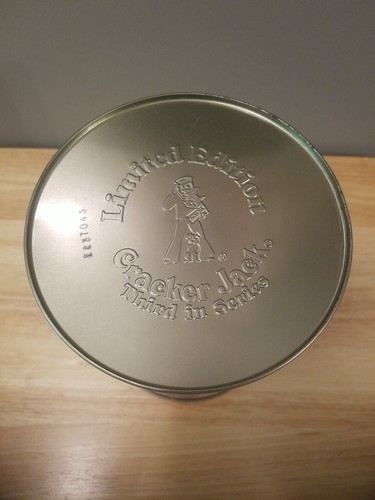 Limited Edition
Cracker Jack®
Third in Series